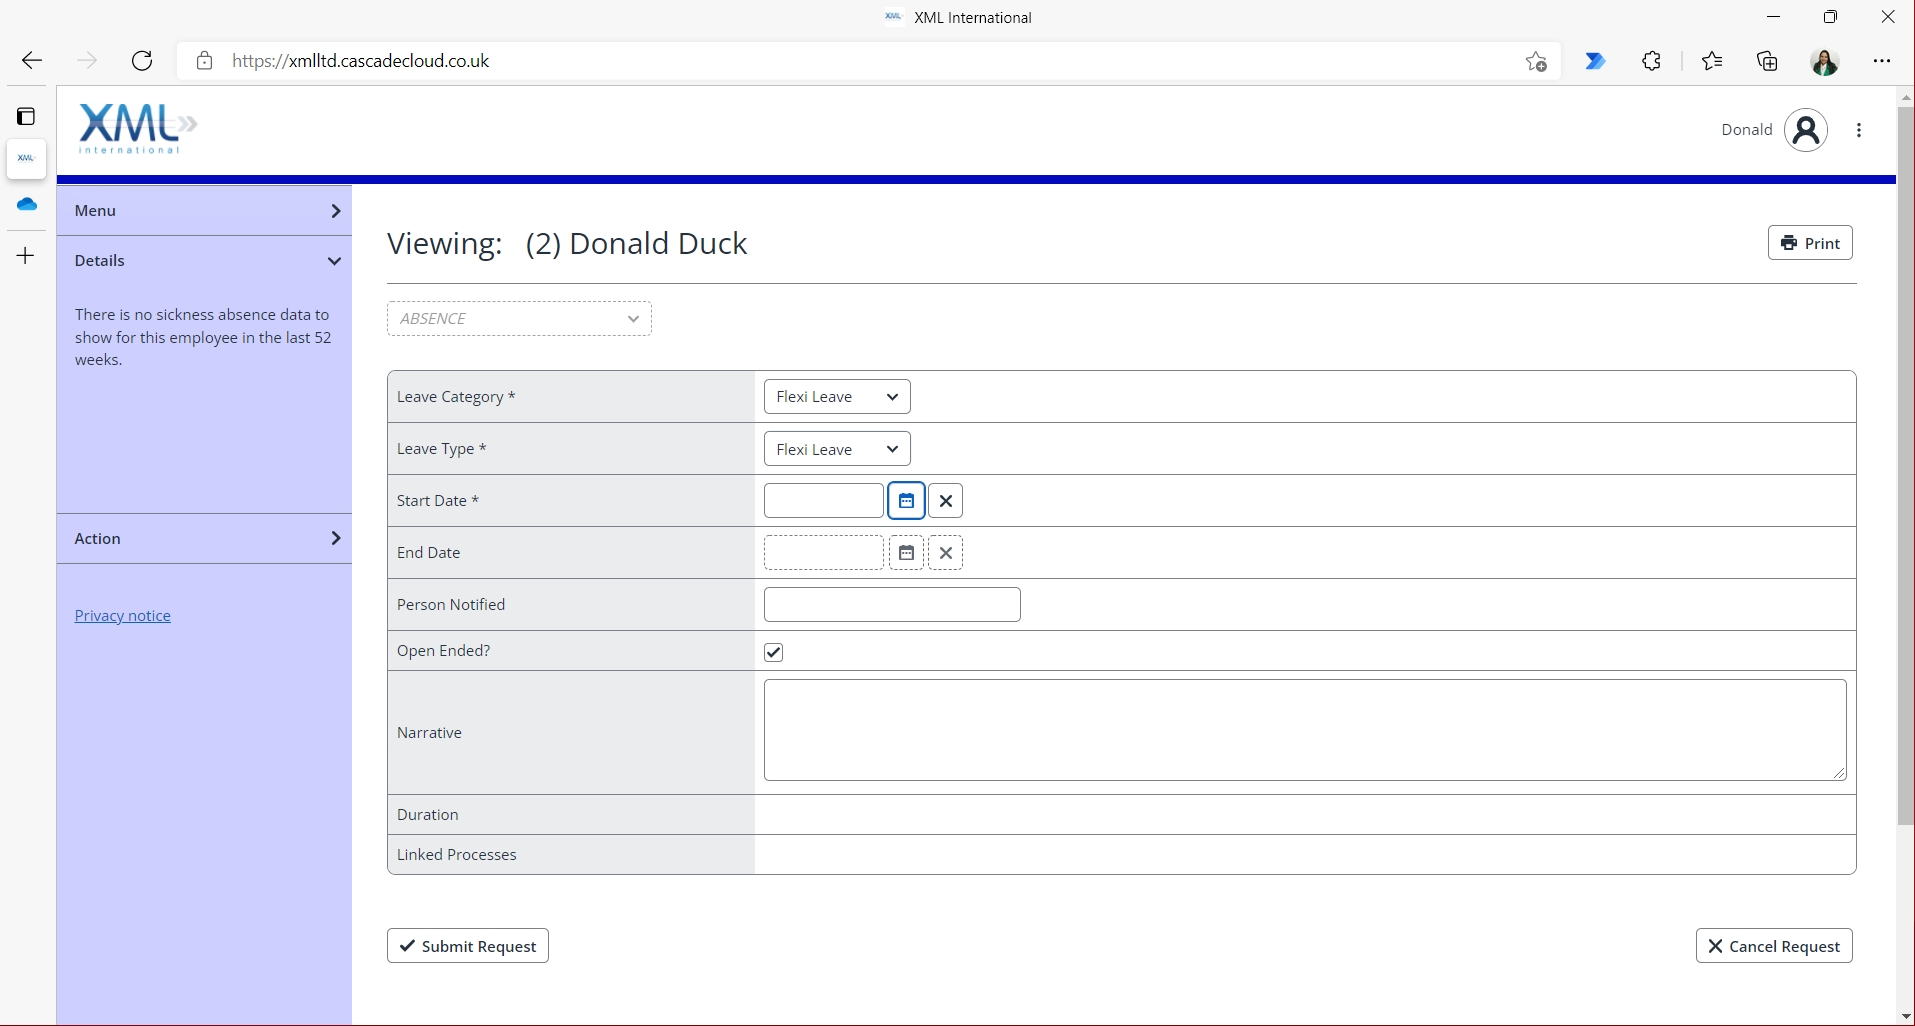 XML International
https://xmlltd.cascadecloud.co.uk
XML
international
Donald
XML
Menu
Details
There is no sickness absence data to
show for this employee in the last 52
weeks.
Action
Privacy notice
Viewing: (2) Donald Duck
Print
ABSENCE
Leave Category *
Flexi Leave
Leave Type *
Flexi Leave
Start Date *
End Date
Person Notified
Open Ended?
Narrative
Duration
Linked Processes
Submit Request
Cancel Request